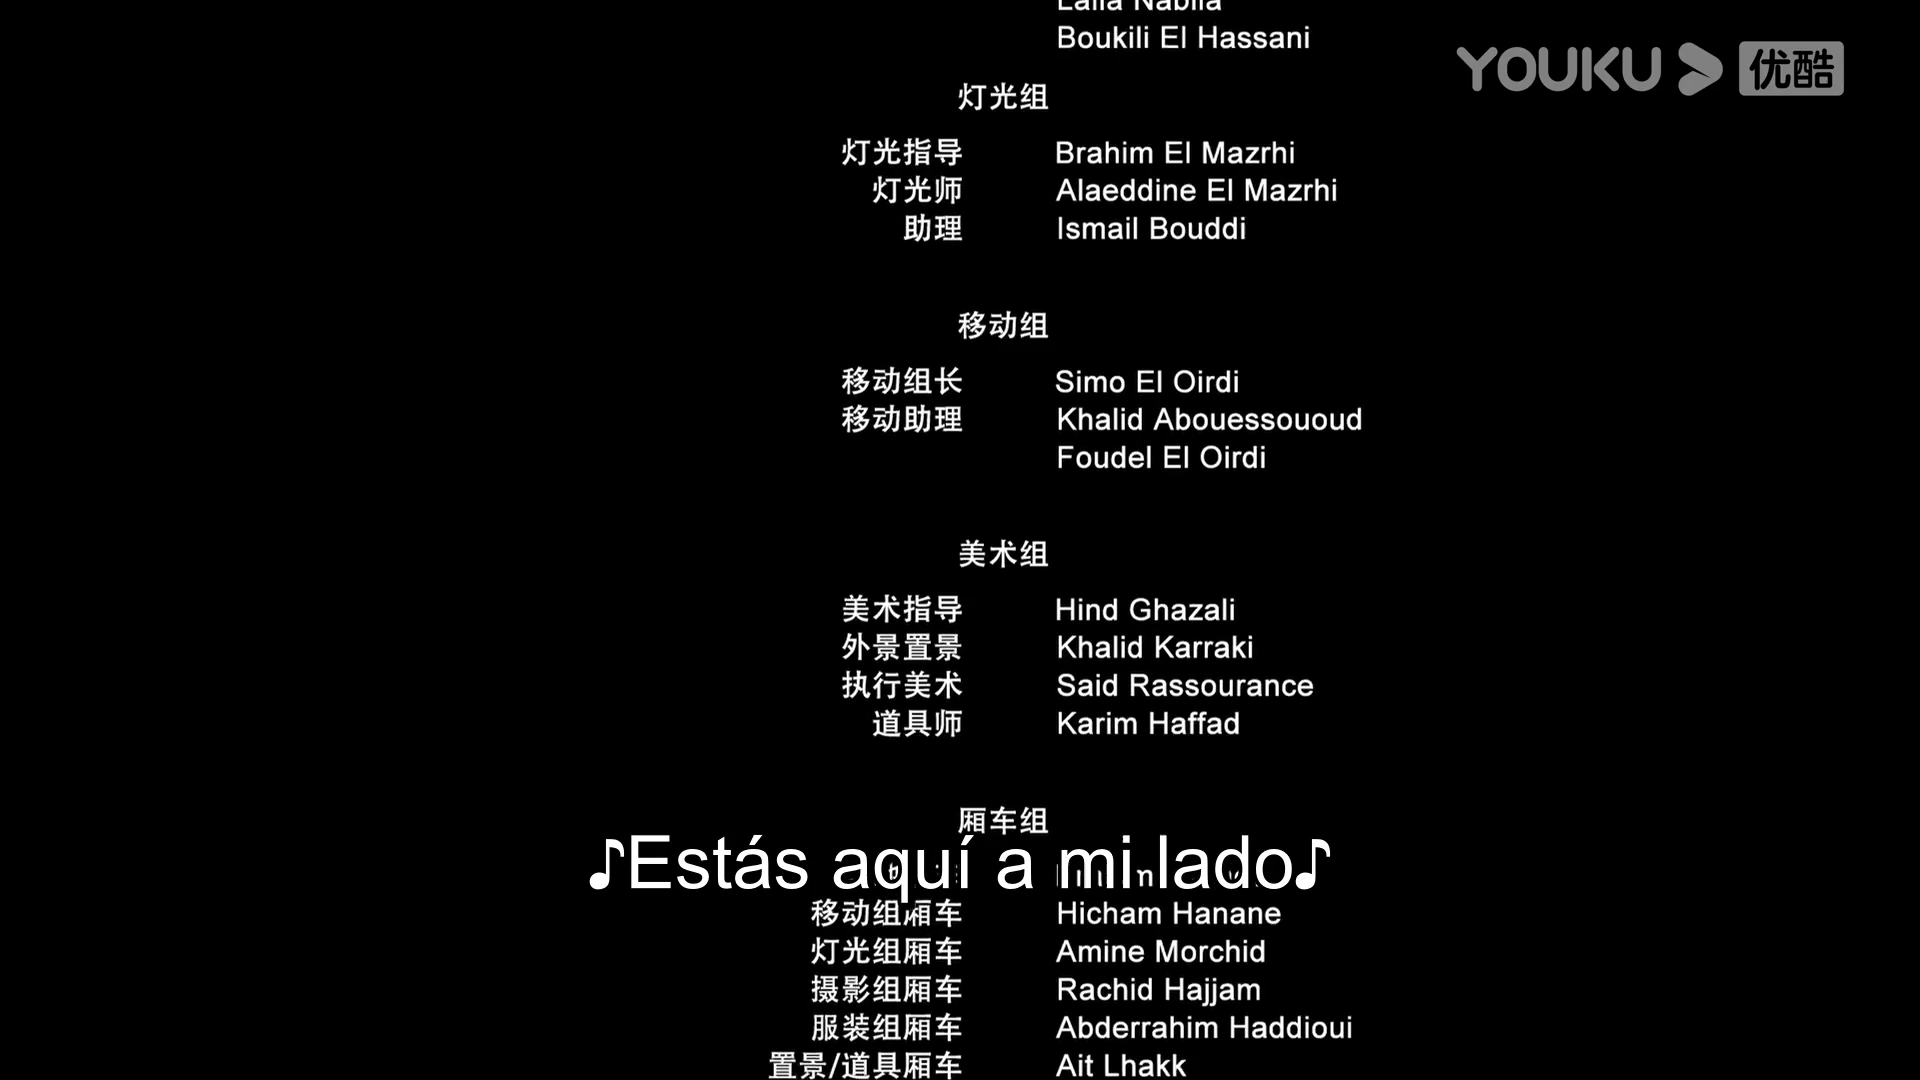 Laila Nabila
Boukili El Hassani
YOUKU 优酷
灯光组
灯光指导 Brahim El Mazrhi
灯光师 Alaeddine El Mazrhi
助理 Ismail Bouddi
移动组
移动组长 Simo El Oirdi
移动助理 Khalid Abouessououd
Foudel El Oirdi
美术组
美术指导 Hind Ghazali
外景置景 Khalid Karraki
执行美术 Said Rassourance
道具师 Karim Haffad
厢车组
♪Estás aquí a mi lado♪
移动组厢车 Hicham Hanane
灯光组厢车 Amine Morchid
摄影组厢车 Rachid Hajjam
服装组厢车 Abderrahim Haddioui
置景/道具厢车 Ait Lhakk